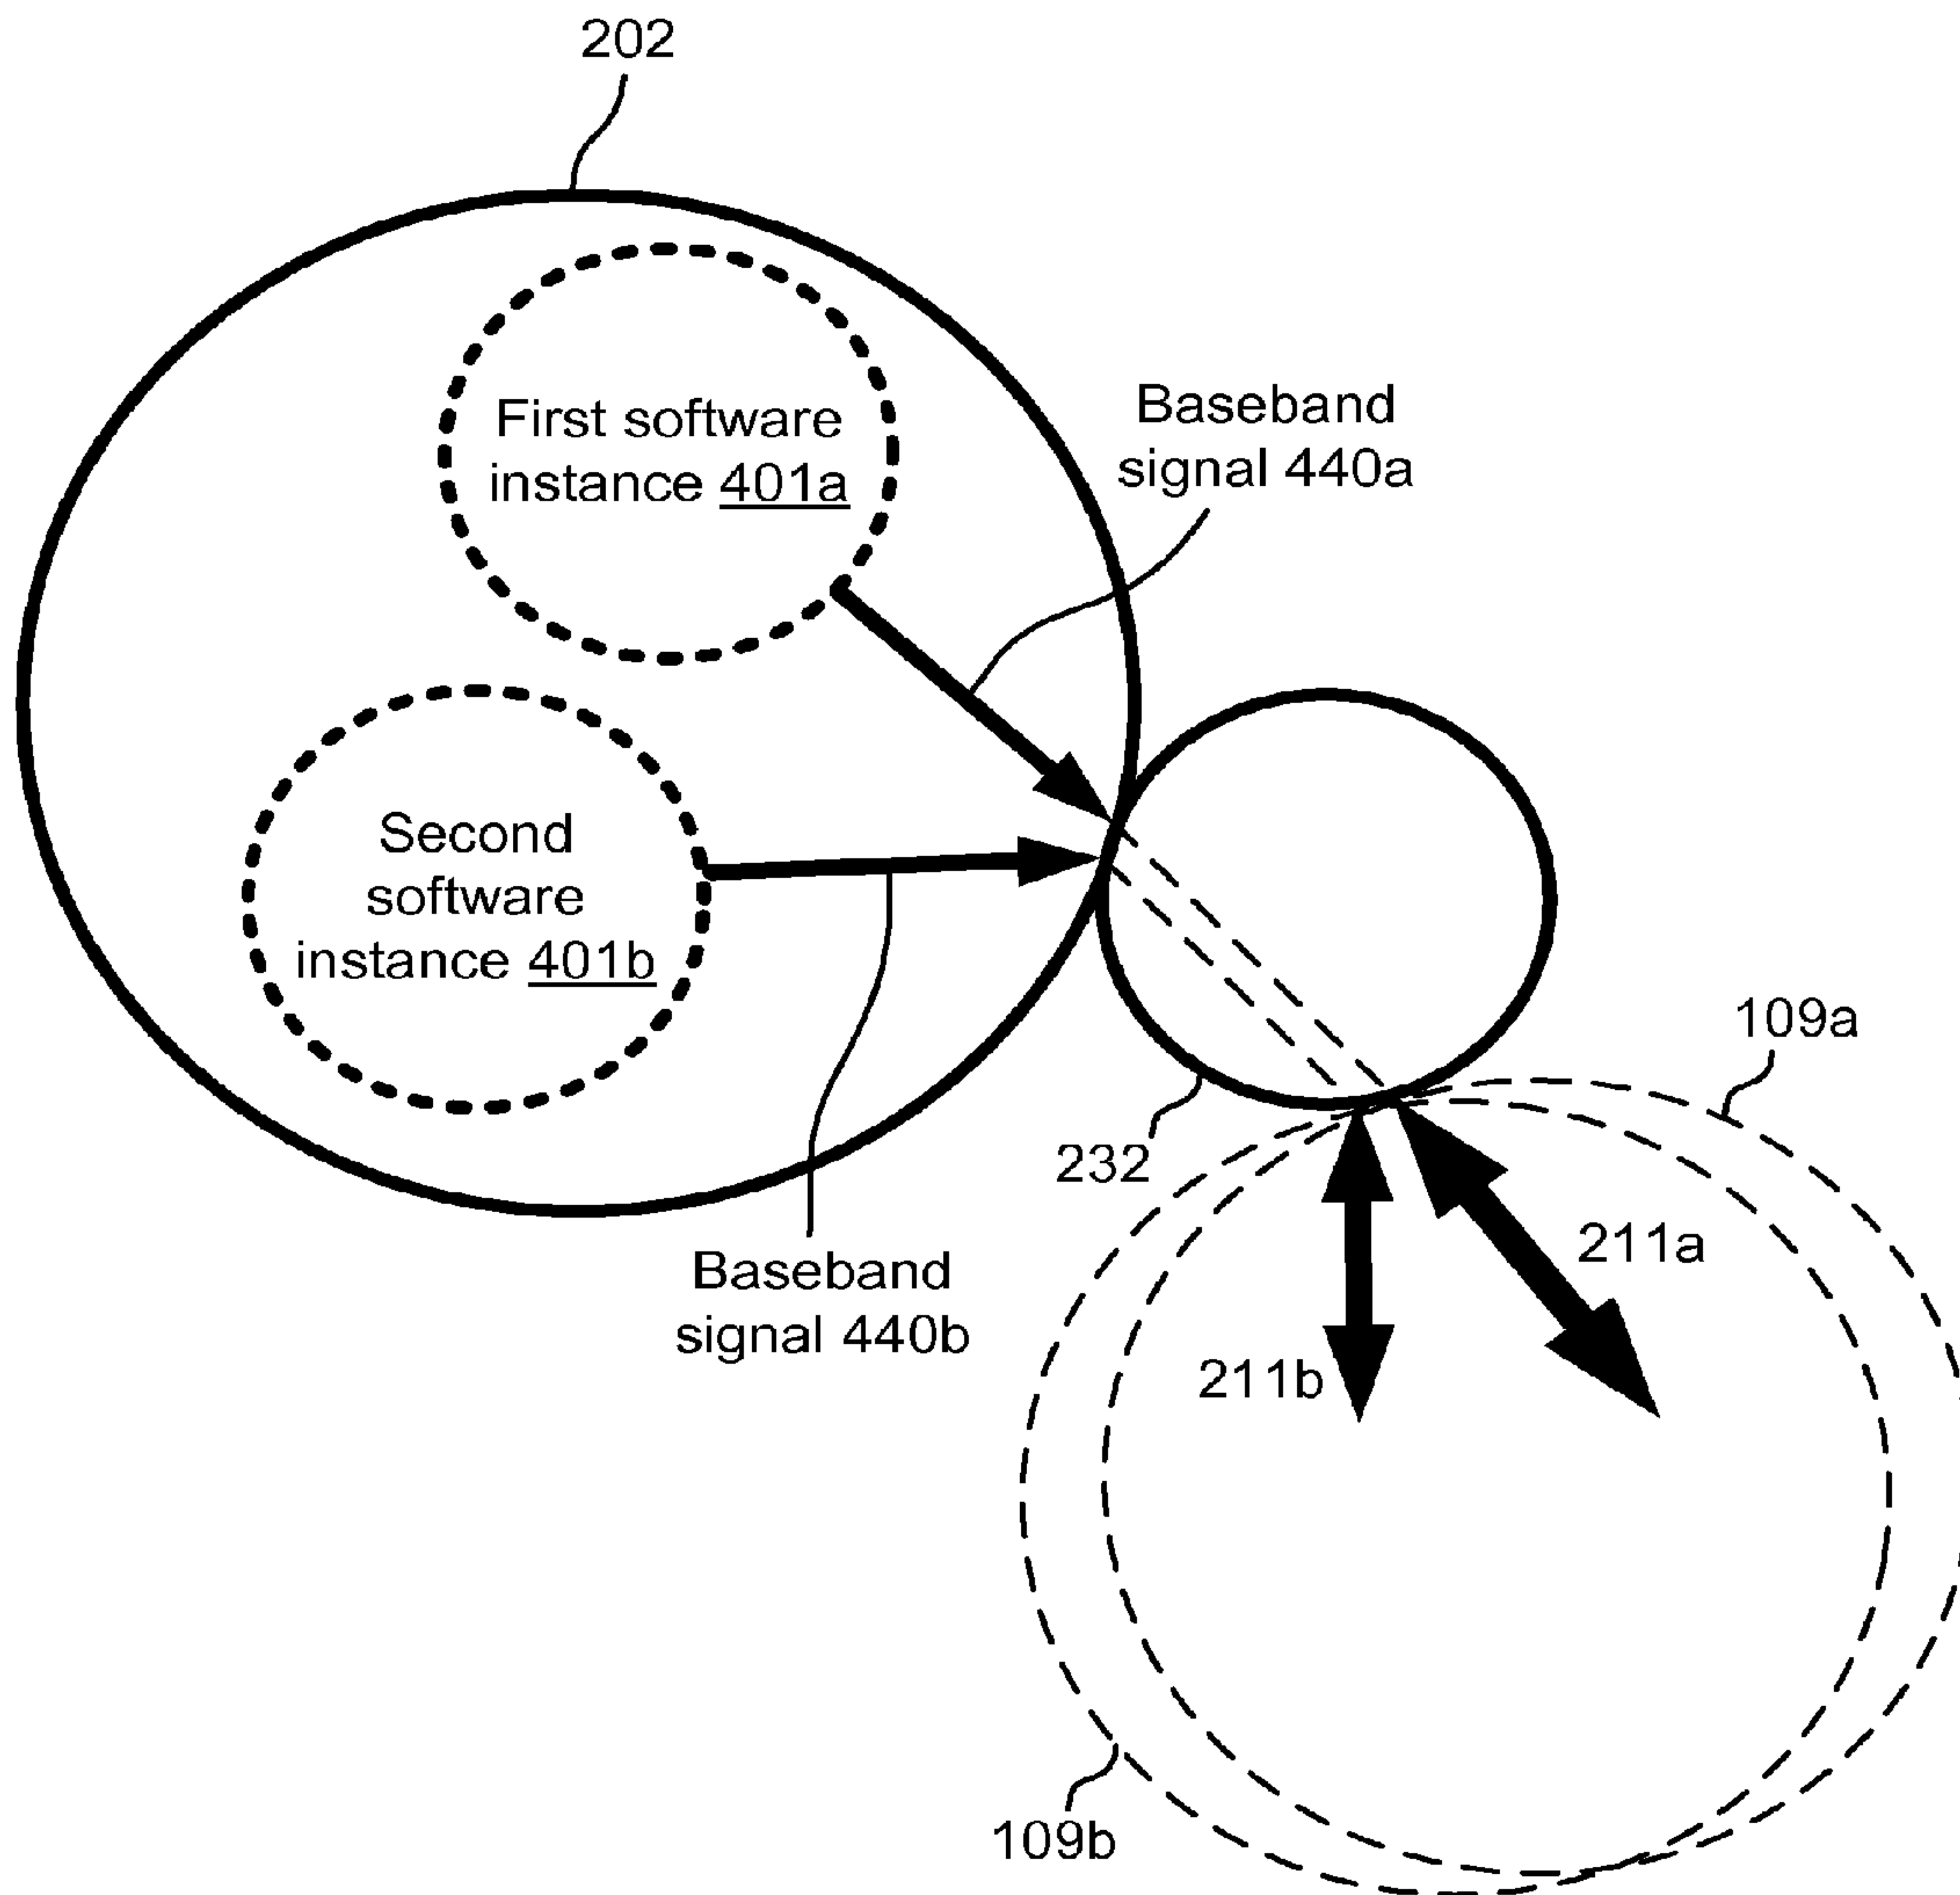 202
First software
instance 401a
Baseband
signal 440a
Second
software
instance 401b
109a
232
211a
Baseband
signal 440b
211b
109b